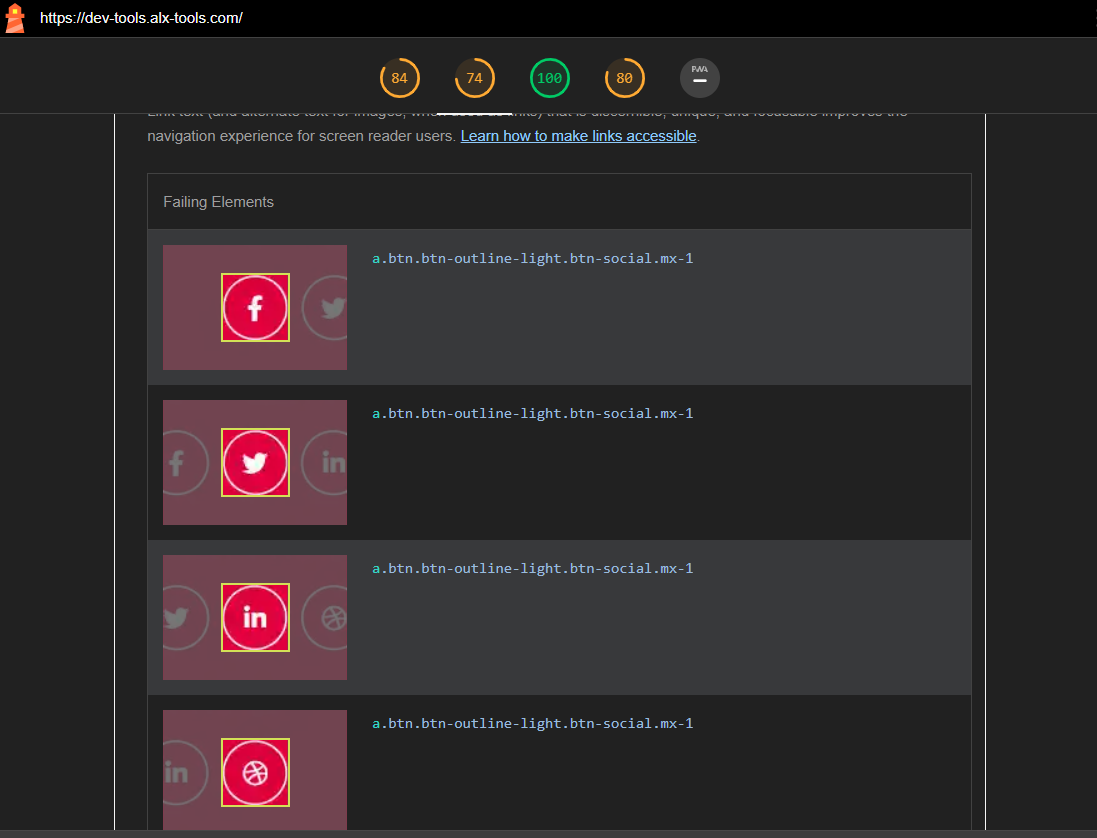 https://dev-tools.alx-tools.com/
84 74 100 80 PWA
Link text (and alternate text for images, when used as links) that is discernible, unique, and focusable improves the
navigation experience for screen reader users. Learn how to make links accessible.
Failing Elements
a.btn.btn-outline-light.btn-social.mx-1
a.btn.btn-outline-light.btn-social.mx-1
in
a.btn.btn-outline-light.btn-social.mx-1
in
a.btn.btn-outline-light.btn-social.mx-1
in